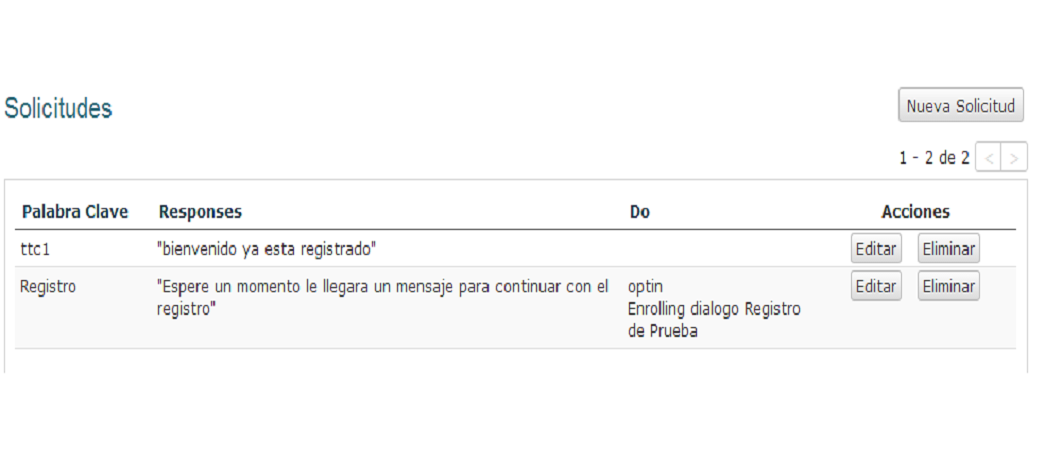 Solicitudes
Nueva Solicitud
1 - 2 de 2 < >
Palabra Clave Responses Do Acciones
ttc1 "bienvenido ya esta registrado" Editar Eliminar
Registro "Espere un momento le llegara un mensaje para continuar con el optin Editar Eliminar
registro" Enrolling dialogo Registro
de Prueba